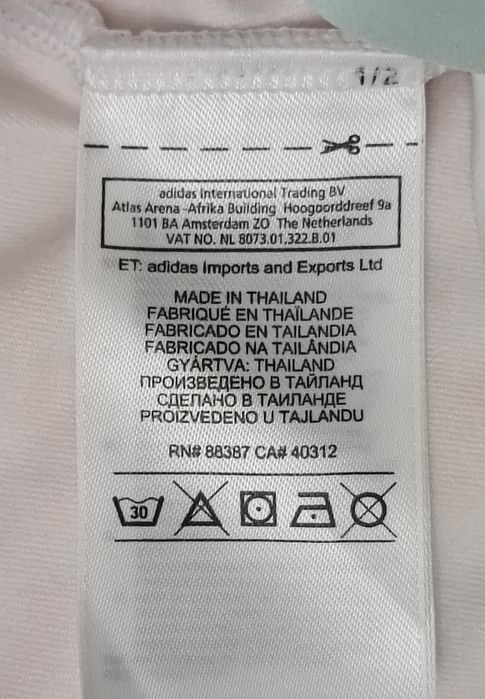 1/2
adidas International Trading BV
Atlas Arena -Afrika Building Hoogoorddreef 9a
1101 BA Amsterdam ZO The Netherlands
VAT NO. NL 8073.01.322.B.01
ET: adidas Imports and Exports Ltd
MADE IN THAILAND
FABRIQUÉ EN THAÏLANDE
FABRICADO EN TAILANDIA
FABRICADO NA TAILÂNDIA
GYÁRTVA: THAILAND
ПРОИЗВЕДЕНО В ТАЙЛАНД
СДЕЛАНО В ТАИЛАНДЕ
PROIZVEDENO U TAJLANDU
RN# 88387 CA# 40312
30